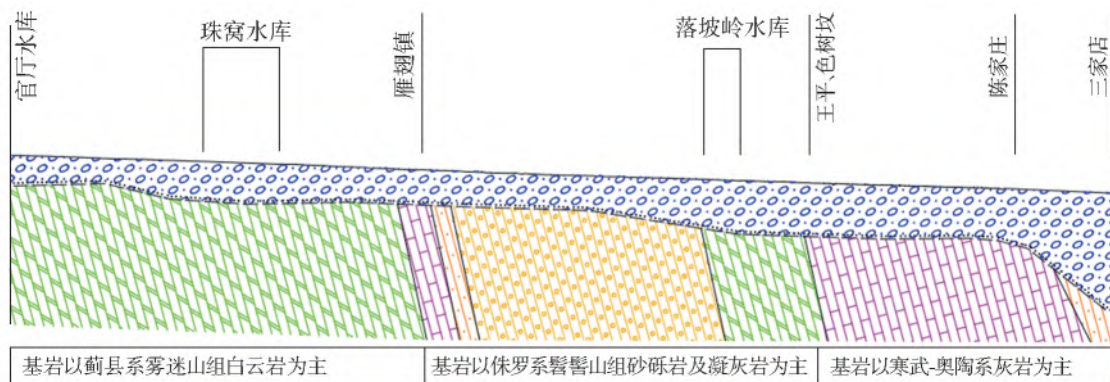 官厅水库
珠窝水库
雁翅镇
落坡岭水库
王平、色树坟
陈家庄
三家店
基岩以蓟县系雾迷山组白云岩为主
基岩以侏罗系髫髻山组砂砾岩及凝灰岩为主
基岩以寒武-奥陶系灰岩为主